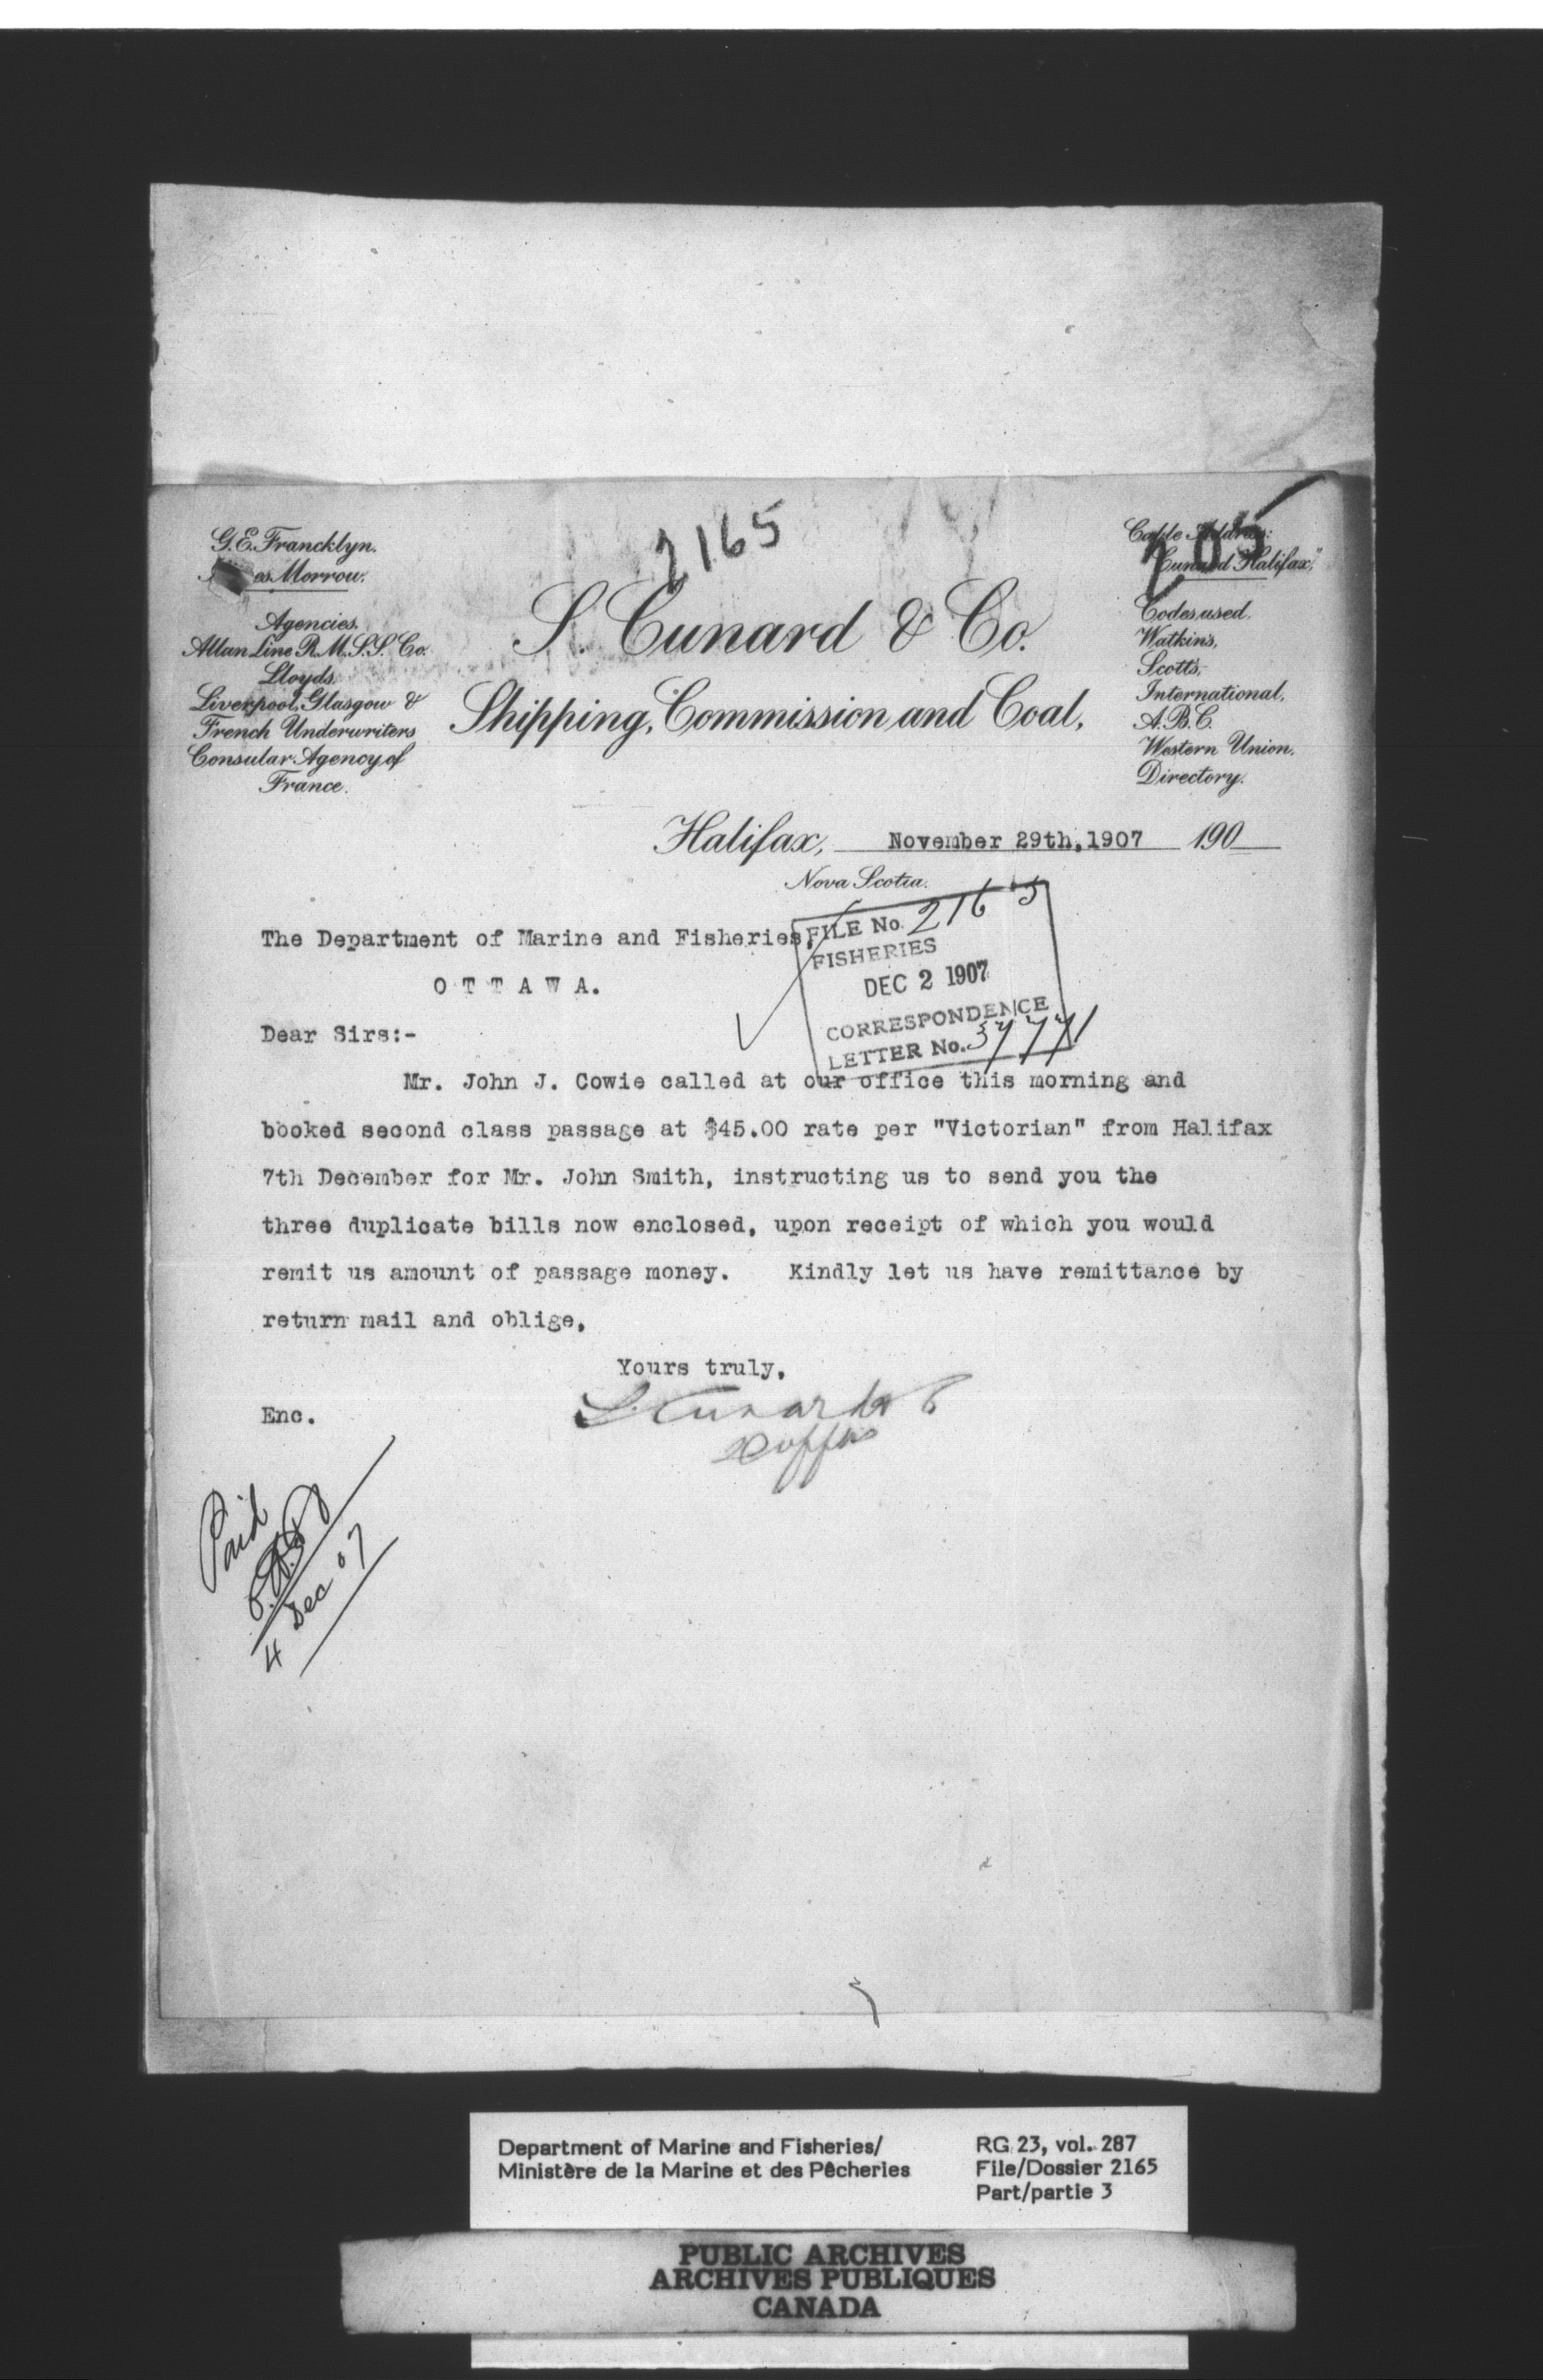 2165
205
G.E. Francklyn.
es Morrow.
Agencies.
Allan Line R.M.S.S. Co.
Lloyds.
Liverpool, Glasgow &
French Underwriters
Consular Agency of
France.
S. Cunard & Co.
Shipping, Commission and Coal,
Cable Address:
"Cunard Halifax,"
Codes used.
Watkin's,
Scott's,
International,
A.B.C.
Western Union.
Directory.
Halifax, November 29th, 1907 190
Nova Scotia.
FILE No. 2165
FISHERIES
DEC 2 1907
CORRESPONDENCE
LETTER No.
The Department of Marine and Fisheries,
O T T A W A.
Dear Sirs:-
Mr. John J. Cowie called at our office this morning and
booked second class passage at $45.00 rate per "Victorian" from Halifax
7th December for Mr. John Smith, instructing us to send you the
three duplicate bills now enclosed, upon receipt of which you would
remit us amount of passage money. Kindly let us have remittance by
return mail and oblige,
Yours truly,
S. Cunard & Co
Enc.
Paid
4 Dec 07
Department of Marine and Fisheries/
Ministère de la Marine et des Pêcheries
RG 23, vol. 287
File/Dossier 2165
Part/partie 3
PUBLIC ARCHIVES
ARCHIVES PUBLIQUES
CANADA